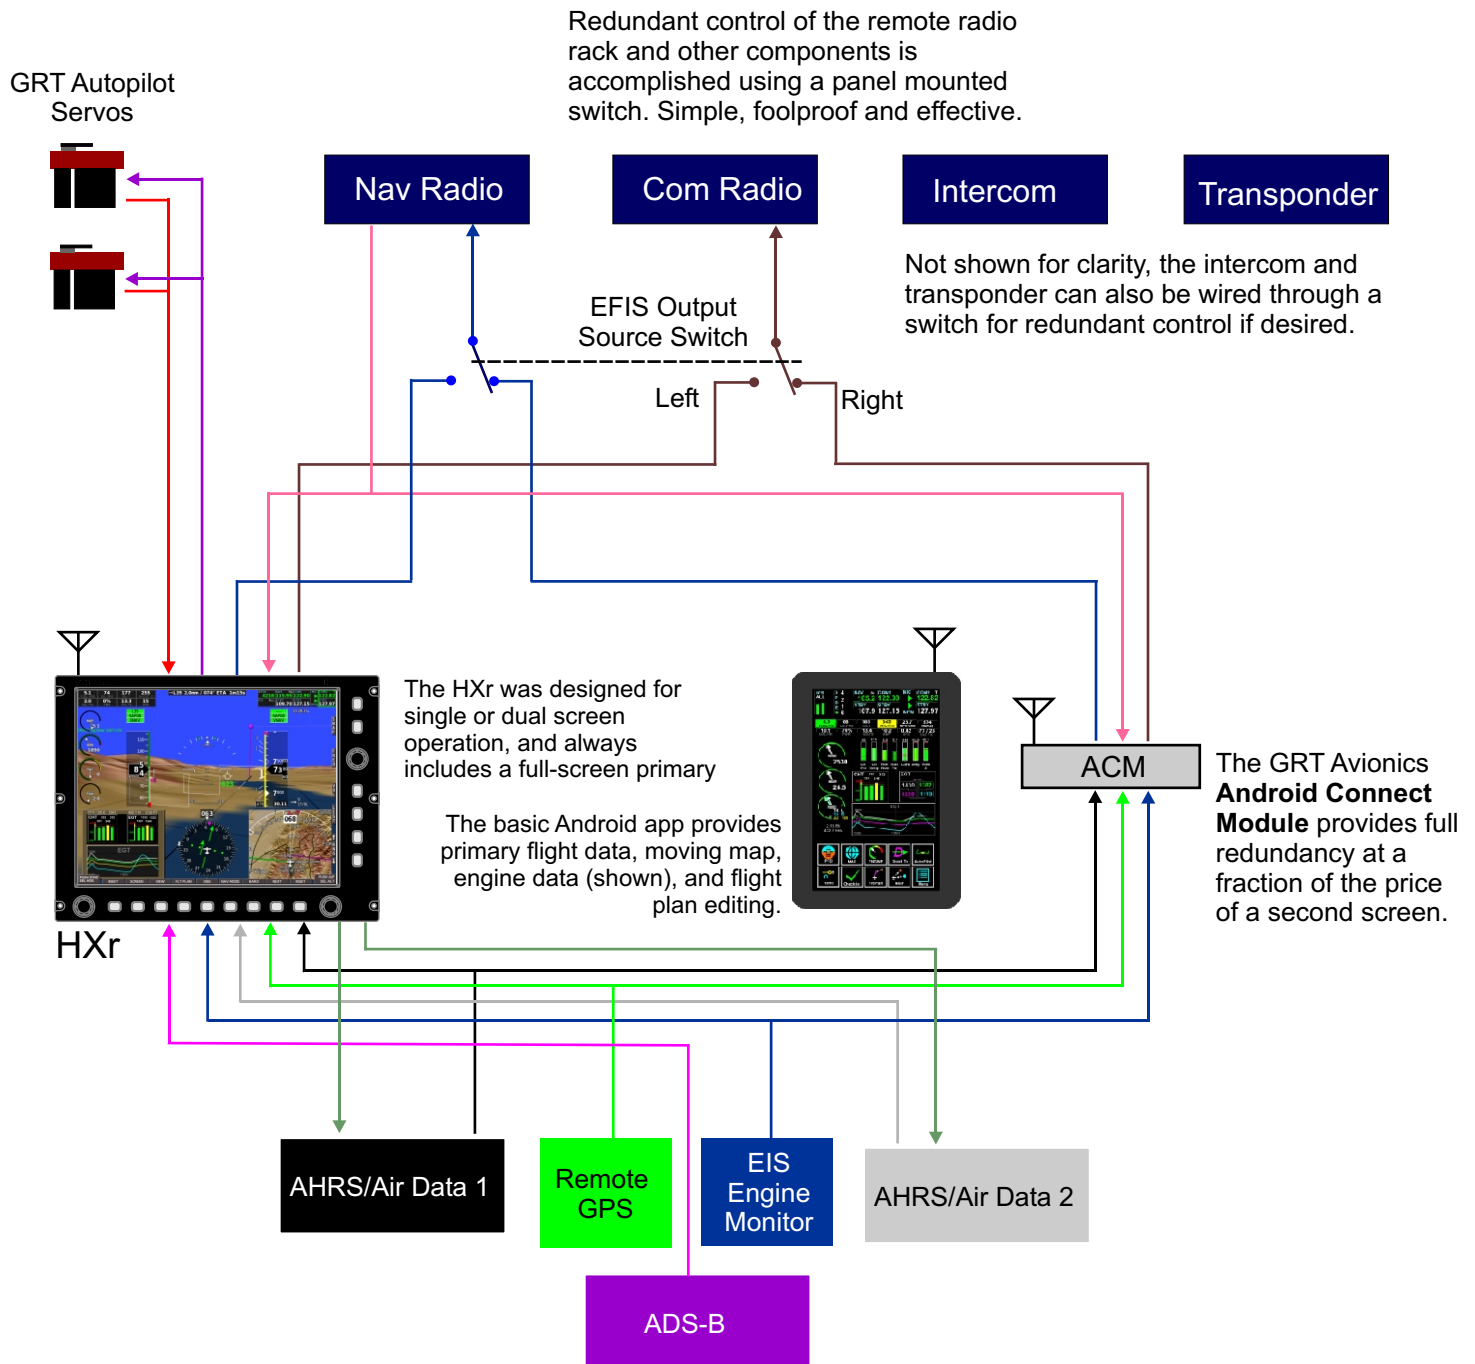 Redundant control of the remote radio
rack and other components is
accomplished using a panel mounted
switch. Simple, foolproof and effective.
GRT Autopilot
Servos
Nav Radio
Com Radio
Intercom
Transponder
Not shown for clarity, the intercom and
transponder can also be wired through a
switch for redundant control if desired.
EFIS Output
Source Switch
Left
Right
The HXr was designed for
single or dual screen
operation, and always
includes a full-screen primary
The basic Android app provides
primary flight data, moving map,
engine data (shown), and flight
plan editing.
HXr
ACM
The GRT Avionics
Android Connect
Module provides full
redundancy at a
fraction of the price
of a second screen.
AHRS/Air Data 1
Remote
GPS
EIS
Engine
Monitor
AHRS/Air Data 2
ADS-B